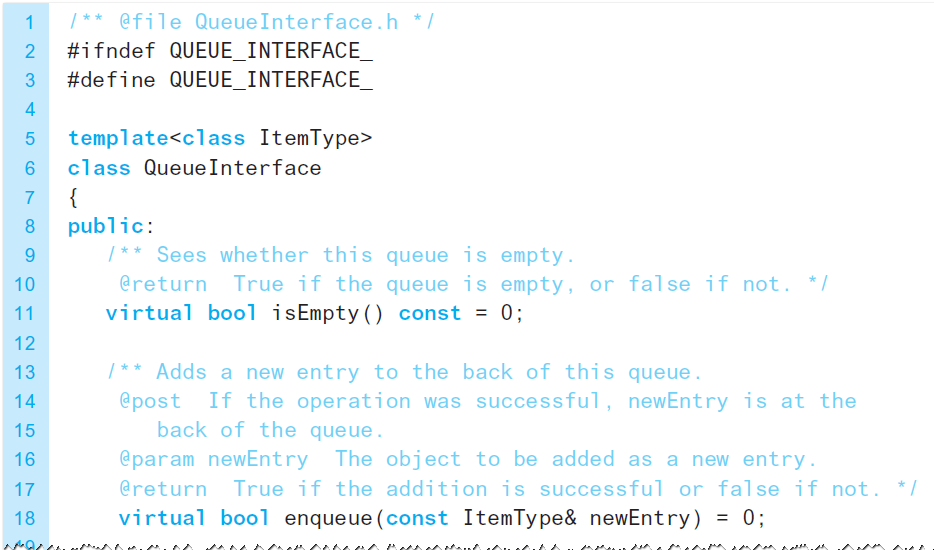 1 /** @file QueueInterface.h */
2 #ifndef QUEUE_INTERFACE_
3 #define QUEUE_INTERFACE_
4
5 template<class ItemType>
6 class QueueInterface
7 {
8 public:
9 /** Sees whether this queue is empty.
10 @return True if the queue is empty, or false if not. */
11 virtual bool isEmpty() const = 0;
12
13 /** Adds a new entry to the back of this queue.
14 @post If the operation was successful, newEntry is at the
15 back of the queue.
16 @param newEntry The object to be added as a new entry.
17 @return True if the addition is successful or false if not. */
18 virtual bool enqueue(const ItemType& newEntry) = 0;